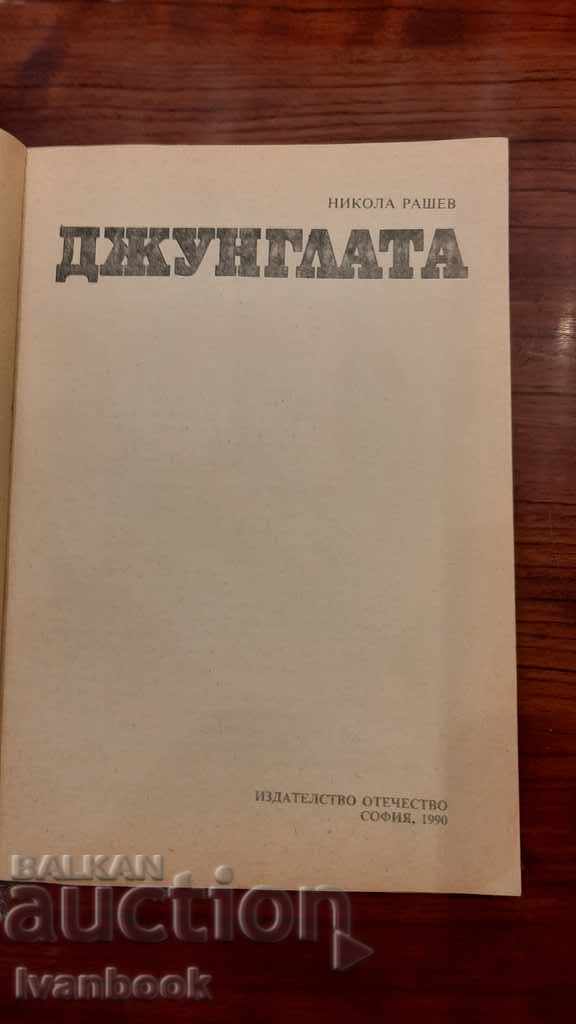 НИКОЛА РАШЕВ
ДЖУНГЛАТА
ИЗДАТЕЛСТВО ОТЕЧЕСТВО
СОФИЯ, 1990
BALKAN
auction
Ivanbook